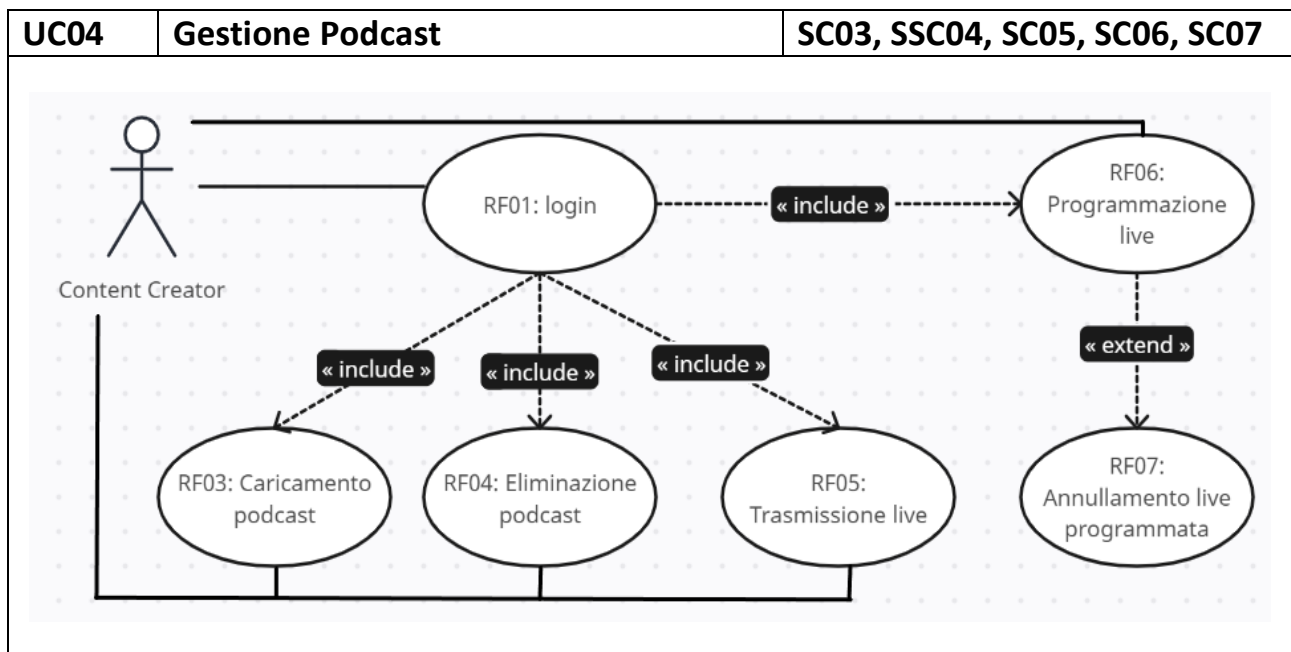 UC04 Gestione Podcast SC03, SSC04, SC05, SC06, SC07
RF01: login
« include »
RF06:
Programmazione
live
Content Creator
« include »
« include »
« include »
« extend »
RF03: Caricamento
podcast
RF04: Eliminazione
podcast
RF05:
Trasmissione live
RF07:
Annullamento live
programmata